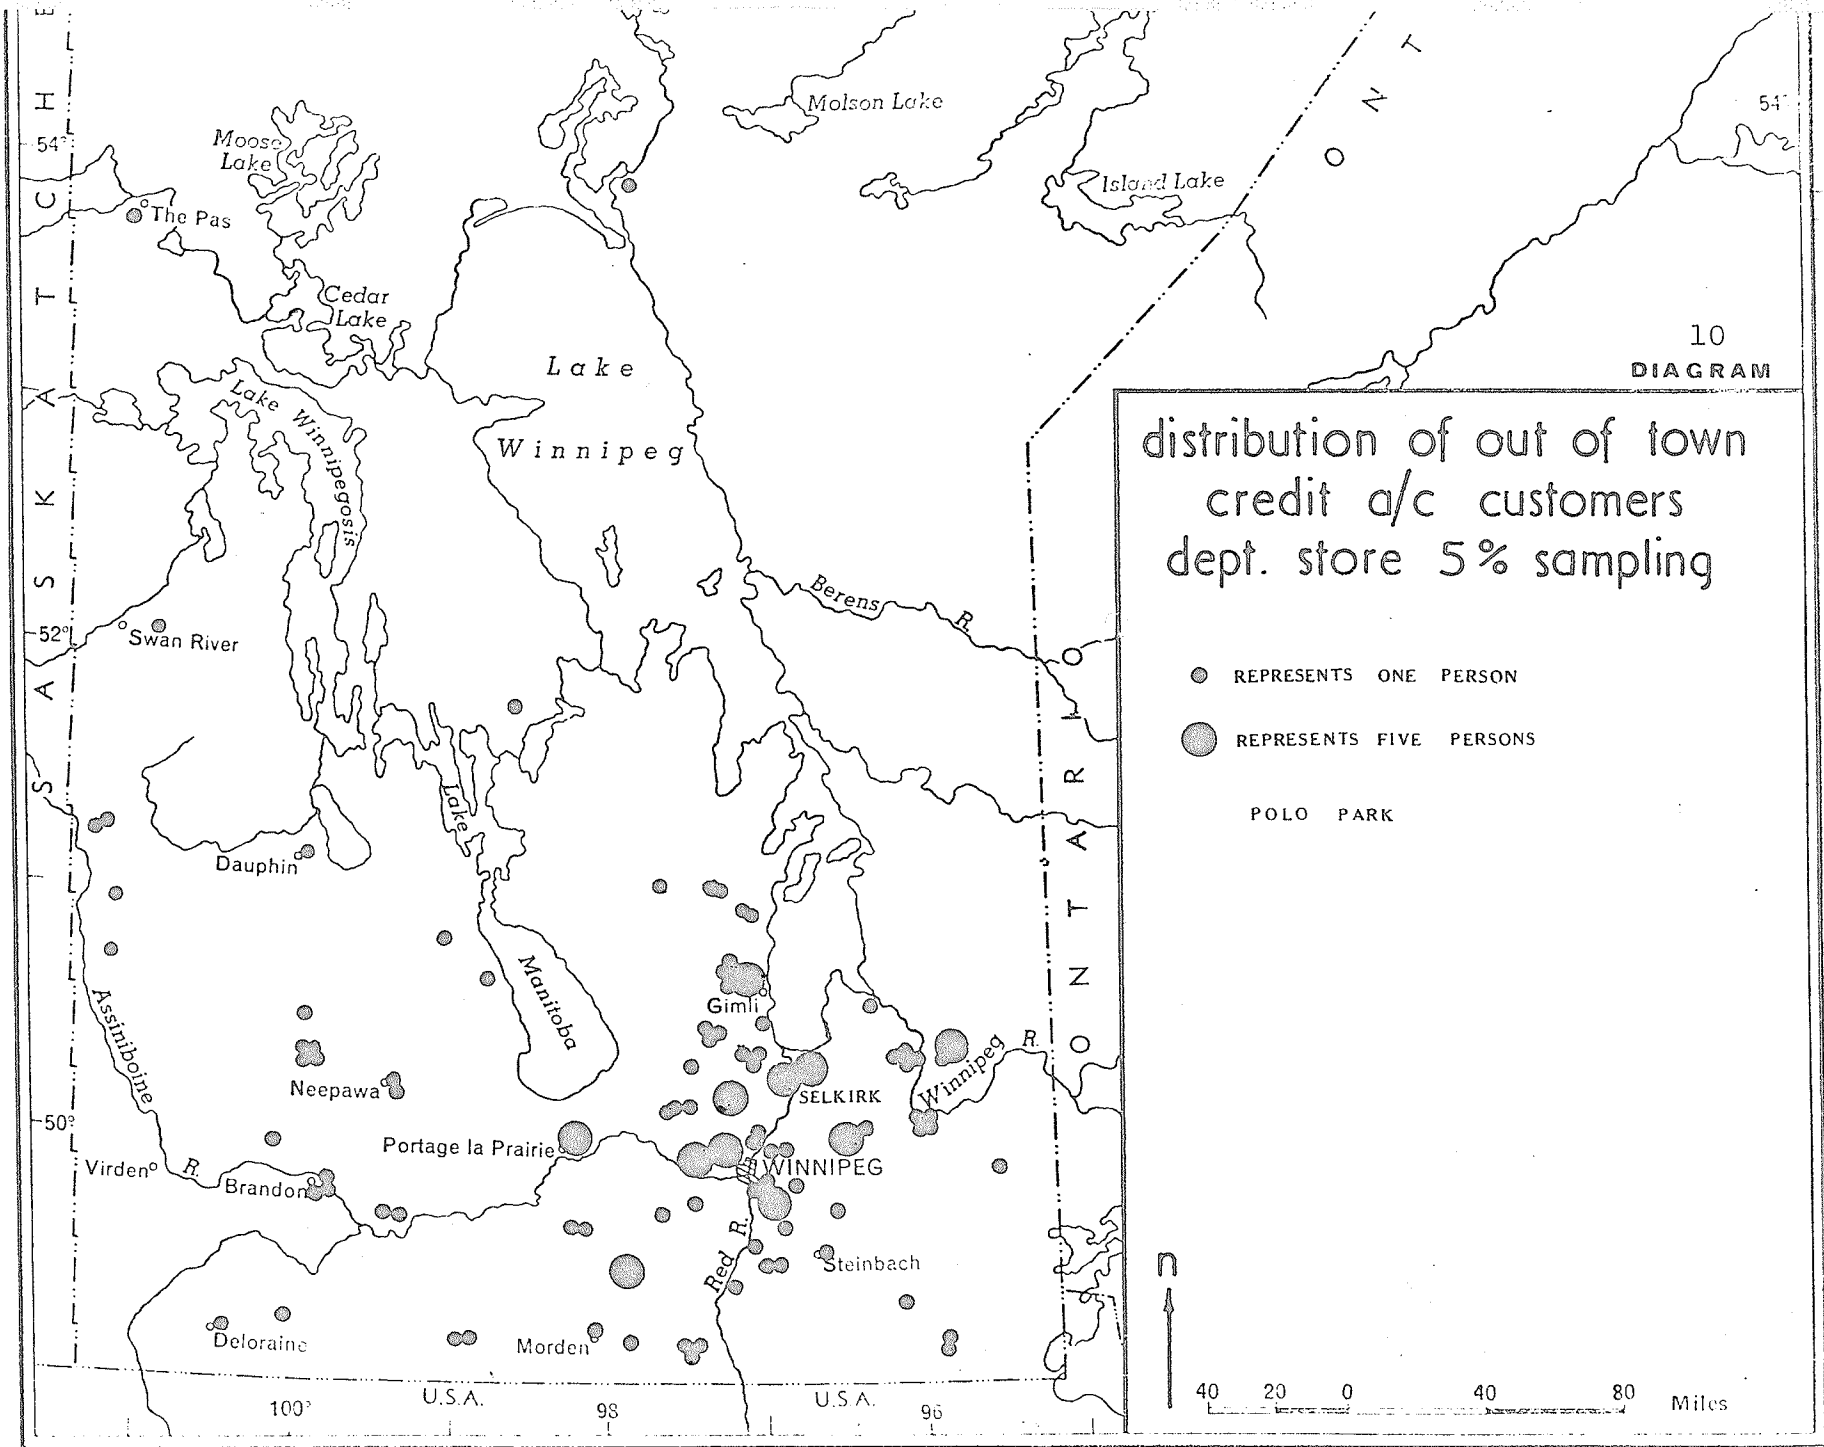 10
DIAGRAM
distribution of out of town
credit a/c customers
dept. store 5% sampling
REPRESENTS ONE PERSON
REPRESENTS FIVE PERSONS
POLO PARK
n
40 20 0 40 80 Miles
SASKATCHE
ONTARIO
ONT
54°
54°
52°
50°
100°
98
96
U.S.A.
U.S.A.
Moose
Lake
Molson Lake
Island Lake
The Pas
Cedar
Lake
Lake
Winnipeg
Lake Winnipegosis
Berens R.
Swan River
Dauphin
Lake
Manitoba
Gimli
Assiniboine
R.
Neepawa
SELKIRK
Winnipeg R.
Portage la Prairie
Virden
Brandon
WINNIPEG
Red R.
Steinbach
Deloraine
Morden